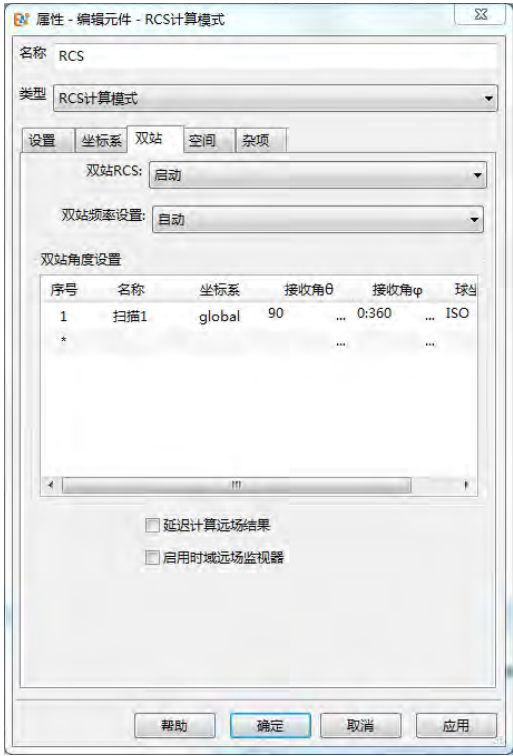 属性 - 编辑元件 - RCS计算模式
名称 RCS
类型 RCS计算模式
设置 坐标系 双站 空间 杂项
双站RCS: 启动
双站频率设置: 自动
双站角度设置
序号 名称 坐标系 接收角θ 接收角φ 球坐
1 扫描1 global 90 ... 0:360 ... ISO
* ... ...
延迟计算远场结果
启用时域远场监视器
帮助 确定 取消 应用